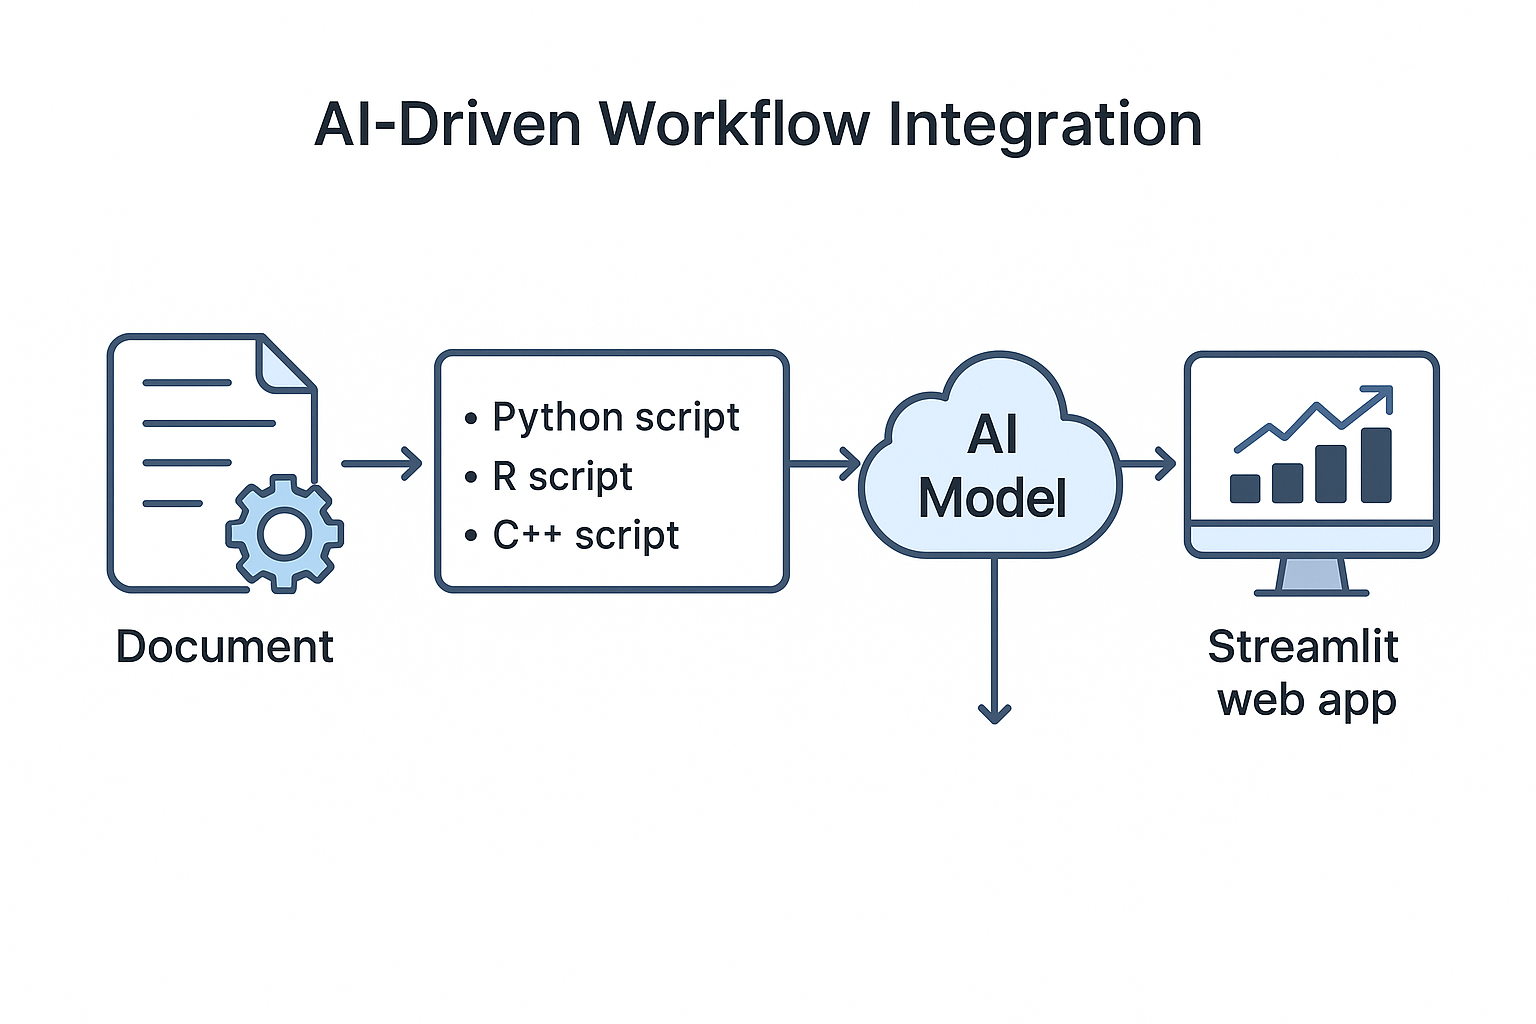 AI-Driven Workflow Integration
• Python script
• R script
• C++ script
AI
Model
Document
Streamlit
web app